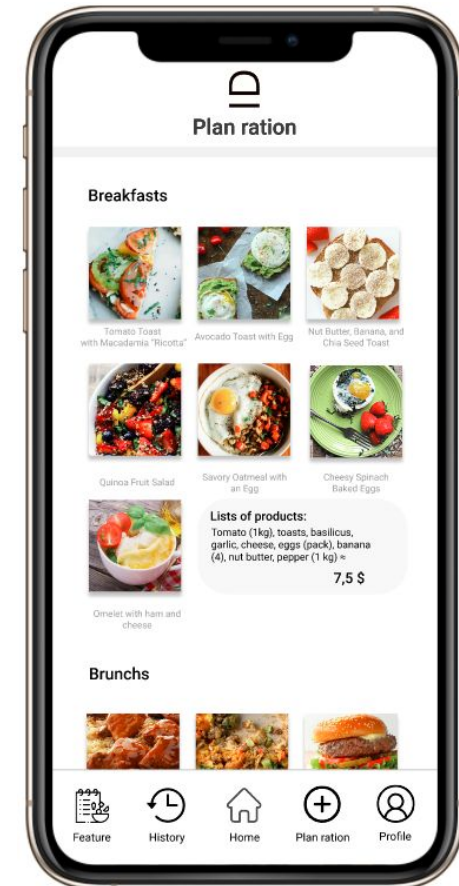 Plan ration
Breakfasts
Tomato Toast
with Macadamia "Ricotta"
Avocado Toast with Egg
Nut Butter, Banana, and
Chia Seed Toast
Quinoa Fruit Salad
Savory Oatmeal with
an Egg
Cheesy Spinach
Baked Eggs
Omelet with ham and
cheese
Lists of products:
Tomato (1kg), toasts, basilicus,
garlic, cheese, eggs (pack), banana
(4), nut butter, pepper (1 kg) ≈
7,5 $
Brunchs
Feature
History
Home
Plan ration
Profile